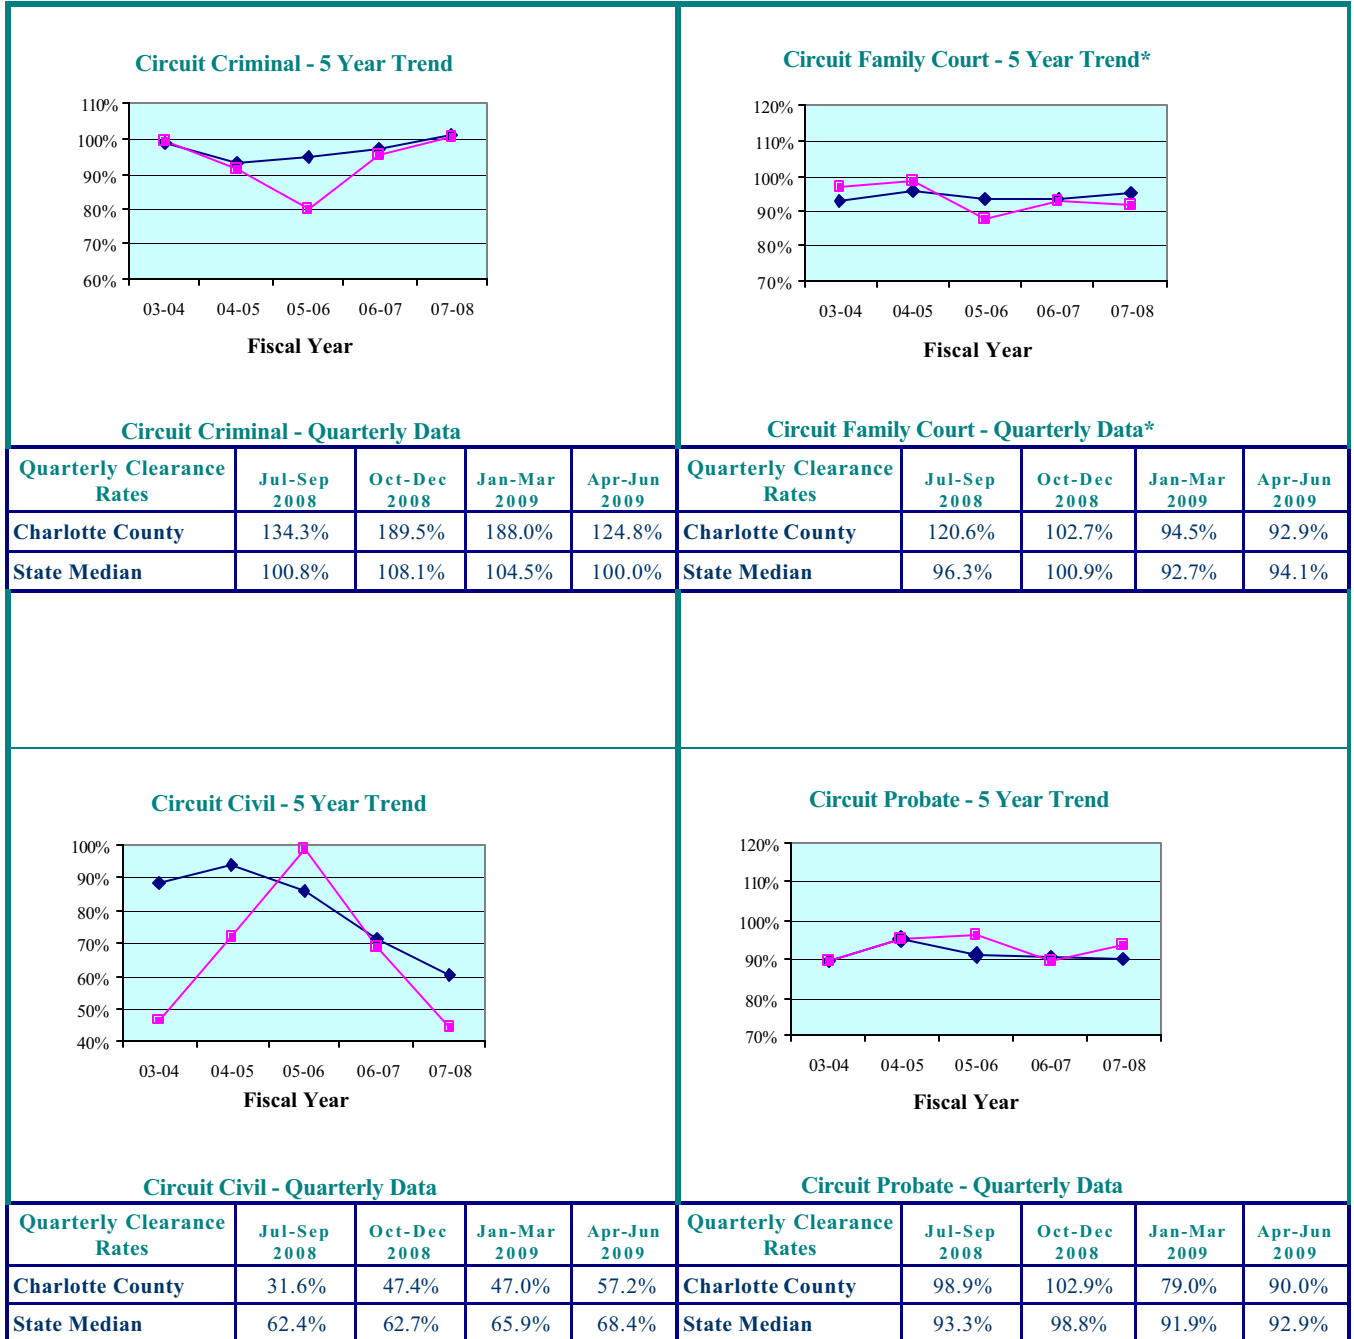 Circuit Criminal - 5 Year Trend
110%
100%
90%
80%
70%
60%
03-04 04-05 05-06 06-07 07-08
Fiscal Year
Circuit Criminal - Quarterly Data
Quarterly Clearance Rates Jul-Sep 2008 Oct-Dec 2008 Jan-Mar 2009 Apr-Jun 2009
Charlotte County 134.3% 189.5% 188.0% 124.8%
State Median 100.8% 108.1% 104.5% 100.0%
Circuit Family Court - 5 Year Trend*
120%
110%
100%
90%
80%
70%
03-04 04-05 05-06 06-07 07-08
Fiscal Year
Circuit Family Court - Quarterly Data*
Quarterly Clearance Rates Jul-Sep 2008 Oct-Dec 2008 Jan-Mar 2009 Apr-Jun 2009
Charlotte County 120.6% 102.7% 94.5% 92.9%
State Median 96.3% 100.9% 92.7% 94.1%
Circuit Civil - 5 Year Trend
100%
90%
80%
70%
60%
50%
40%
03-04 04-05 05-06 06-07 07-08
Fiscal Year
Circuit Civil - Quarterly Data
Quarterly Clearance Rates Jul-Sep 2008 Oct-Dec 2008 Jan-Mar 2009 Apr-Jun 2009
Charlotte County 31.6% 47.4% 47.0% 57.2%
State Median 62.4% 62.7% 65.9% 68.4%
Circuit Probate - 5 Year Trend
120%
110%
100%
90%
80%
70%
03-04 04-05 05-06 06-07 07-08
Fiscal Year
Circuit Probate - Quarterly Data
Quarterly Clearance Rates Jul-Sep 2008 Oct-Dec 2008 Jan-Mar 2009 Apr-Jun 2009
Charlotte County 98.9% 102.9% 79.0% 90.0%
State Median 93.3% 98.8% 91.9% 92.9%